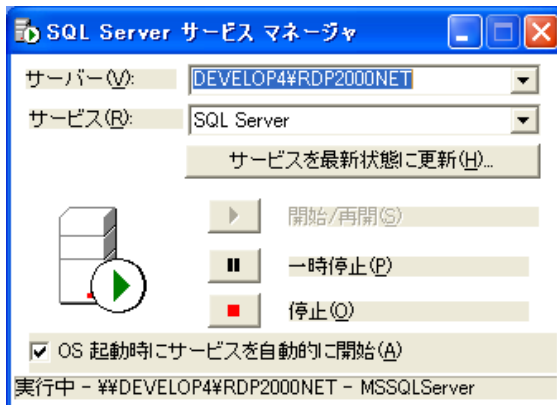 SQL Server サービス マネージャ
サーバー(V): DEVELOP4¥RDP2000NET
サービス(R): SQL Server
サービスを最新状態に更新(H)...
開始/再開(S)
一時停止(P)
停止(O)
OS 起動時にサービスを自動的に開始(A)
実行中 - ¥¥DEVELOP4¥RDP2000NET - MSSQLServer